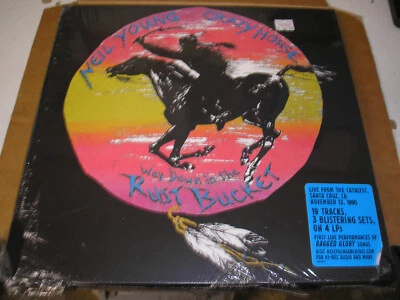 NEIL YOUNG CRAZY HORSE
Way Down in the
RUST BUCKET
LIVE FROM THE CATALYST,
SANTA CRUZ, CA
NOVEMBER 13, 1990
19 TRACKS,
3 BLISTERING SETS,
ON 4 LPs
FIRST LIVE PERFORMANCES OF
RAGGED GLORY SONGS